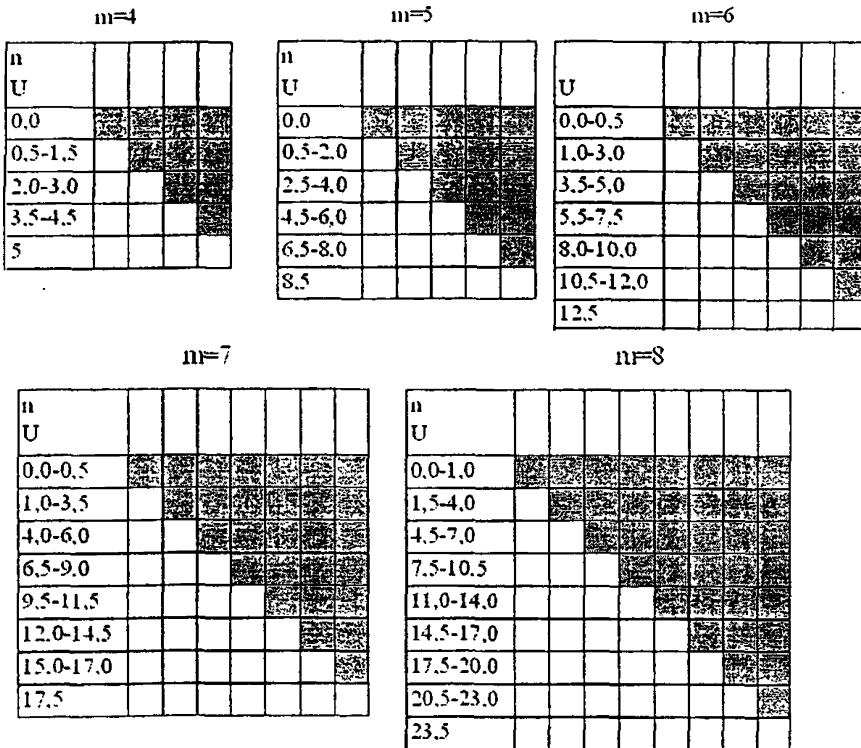 m=4
n
U
0,0
0,5-1,5
2,0-3,0
3,5-4,5
5
m=5
n
U
0,0
0,5-2,0
2,5-4,0
4,5-6,0
6,5-8,0
8,5
m=6
U
0,0-0,5
1,0-3,0
3,5-5,0
5,5-7,5
8,0-10,0
10,5-12,0
12,5
m=7
n
U
0,0-0,5
1,0-3,5
4,0-6,0
6,5-9,0
9,5-11,5
12,0-14,5
15,0-17,0
17,5
m=8
n
U
0,0-1,0
1,5-4,0
4,5-7,0
7,5-10,5
11,0-14,0
14,5-17,0
17,5-20,0
20,5-23,0
23,5